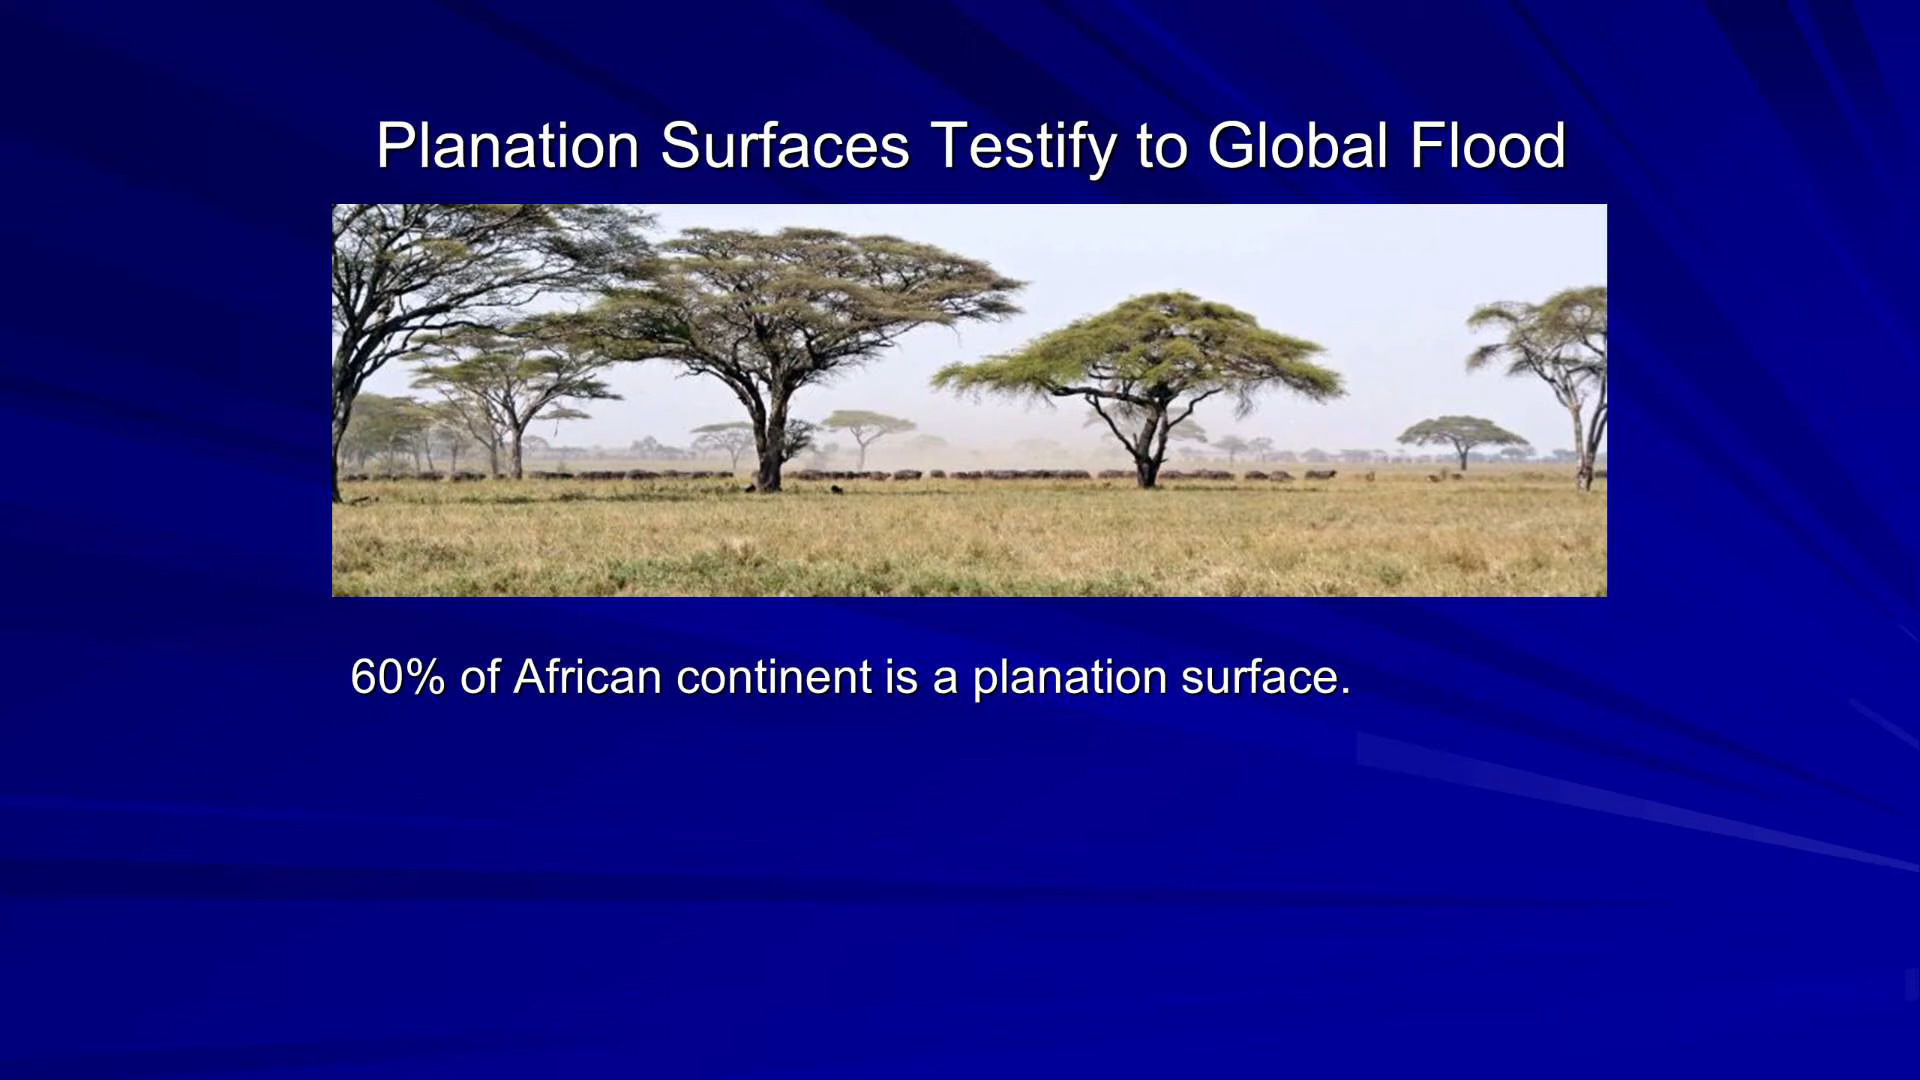 Planation Surfaces Testify to Global Flood
60% of African continent is a planation surface.